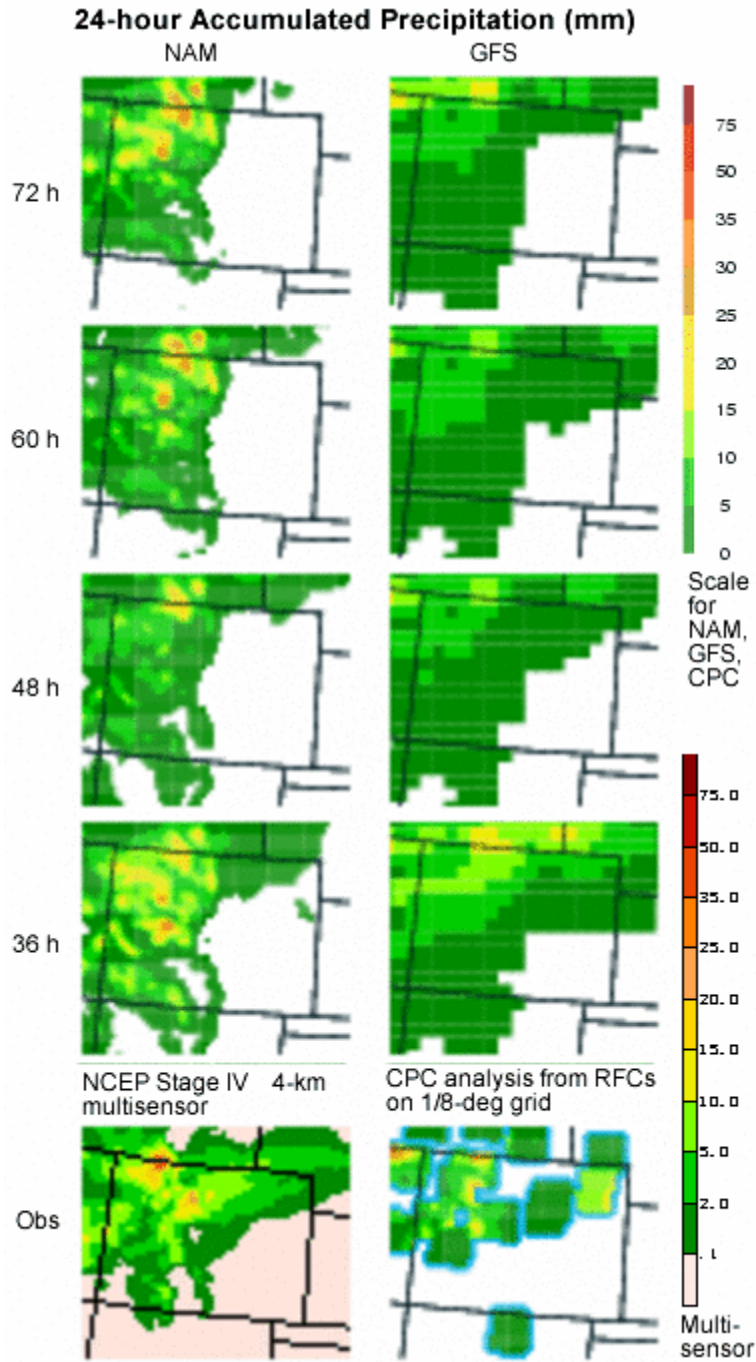 24-hour Accumulated Precipitation (mm)
NAM
GFS
72 h
75
50
35
30
25
20
15
10
5
0
60 h
Scale
for
NAM,
GFS,
CPC
48 h
36 h
75.0
50.0
35.0
25.0
20.0
15.0
10.0
5.0
2.0
.1
Multi-
sensor
NCEP Stage IV 4-km
multisensor
CPC analysis from RFCs
on 1/8-deg grid
Obs